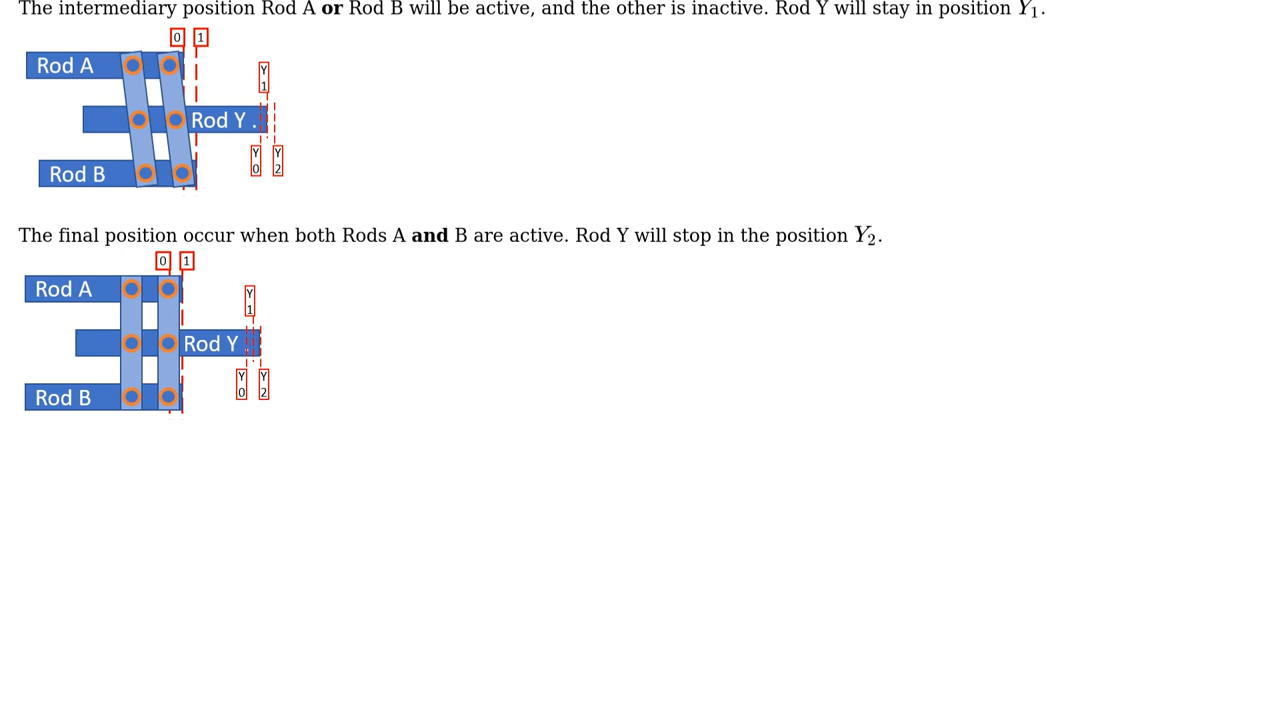 The intermediary position Rod A or Rod B will be active, and the other is inactive. Rod Y will stay in position Y₁.
0 1
Rod A
Y 1
Rod Y .
Y 0 Y 2
Rod B
The final position occur when both Rods A and B are active. Rod Y will stop in the position Y₂.
0 1
Rod A
Y 1
Rod Y
Y 0 Y 2
Rod B